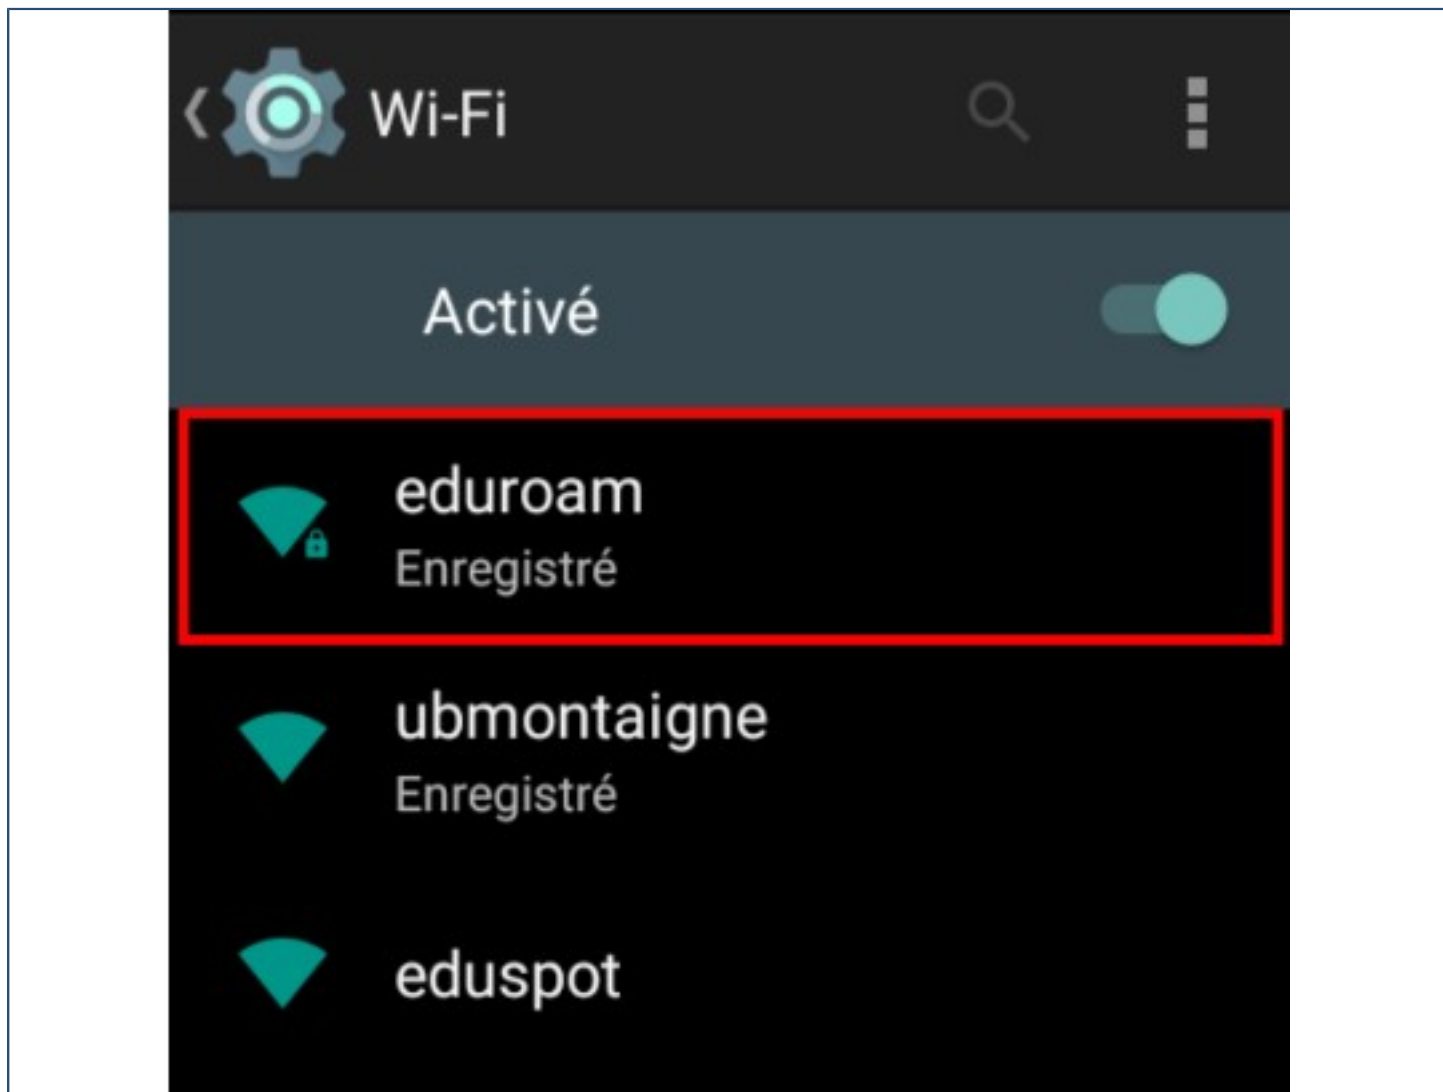 Wi-Fi
Activé
eduroam
Enregistré
ubmontaigne
Enregistré
eduspot